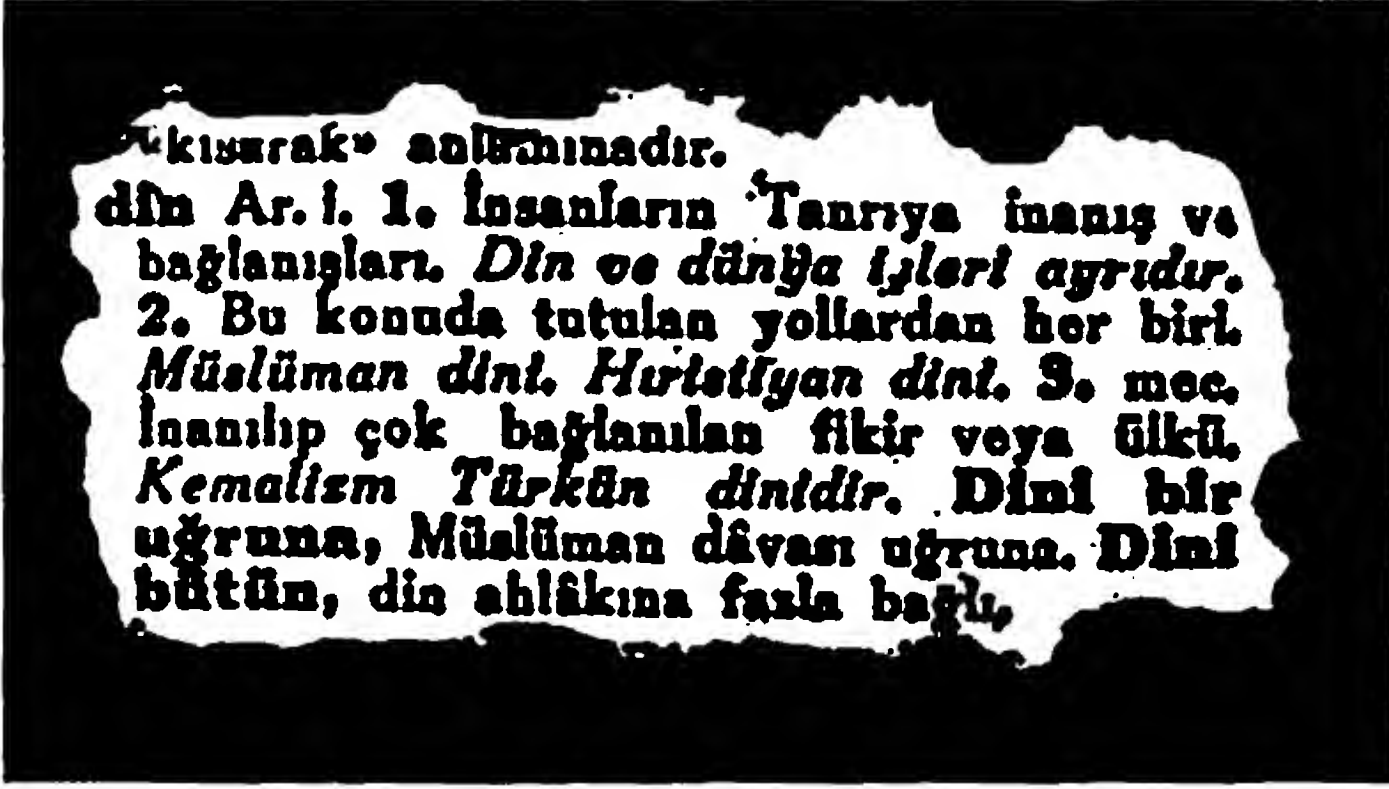 «kısarak» anlamınadır.
din Ar. i. 1. İnsanların Tanrıya inanış ve
bağlanışları. Din ve dünya işleri ayrıdır.
2. Bu konuda tutulan yollardan her biri.
Müslüman dini. Hıristiyan dini. 3. mec.
İnanılıp çok bağlanılan fikir veya ülkü.
Kemalizm Türkün dinidir. Dini bir
uğruna, Müslüman dâvası uğruna. Dini
bütün, din ahlâkına fazla bağlı,